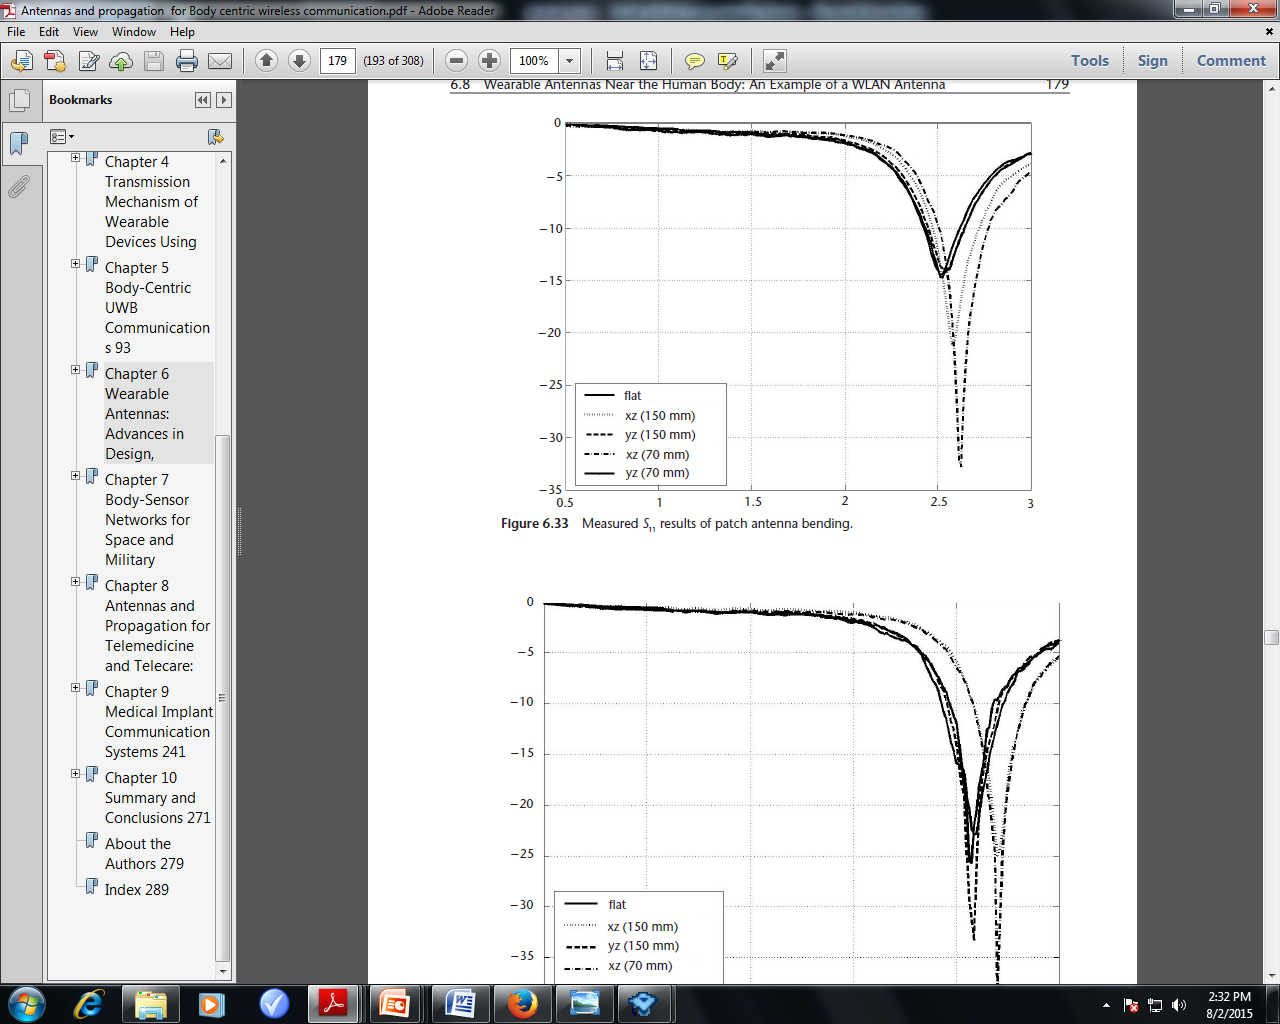 Antennas and propagation  for Body centric wireless communication.pdf - Adobe Reader
File Edit View Window Help
179 (193 of 308) 100% Tools Sign Comment
Bookmarks
Chapter 4
Transmission
Mechanism of
Wearable
Devices Using
Chapter 5
Body-Centric
UWB
Communication
s 93
Chapter 6
Wearable
Antennas:
Advances in
Design,
Chapter 7
Body-Sensor
Networks for
Space and
Military
Chapter 8
Antennas and
Propagation for
Telemedicine
and Telecare:
Chapter 9
Medical Implant
Communication
Systems 241
Chapter 10
Summary and
Conclusions 271
About the
Authors 279
Index 289
6.8 Wearable Antennas Near the Human Body: An Example of a WLAN Antenna 179
0
−5
−10
−15
−20
−25
−30
−35
flat
xz (150 mm)
yz (150 mm)
xz (70 mm)
yz (70 mm)
0.5 1 1.5 2 2.5 3
Figure 6.33 Measured S11 results of patch antenna bending.
0
−5
−10
−15
−20
−25
−30
−35
flat
xz (150 mm)
yz (150 mm)
xz (70 mm)
2:32 PM
8/2/2015